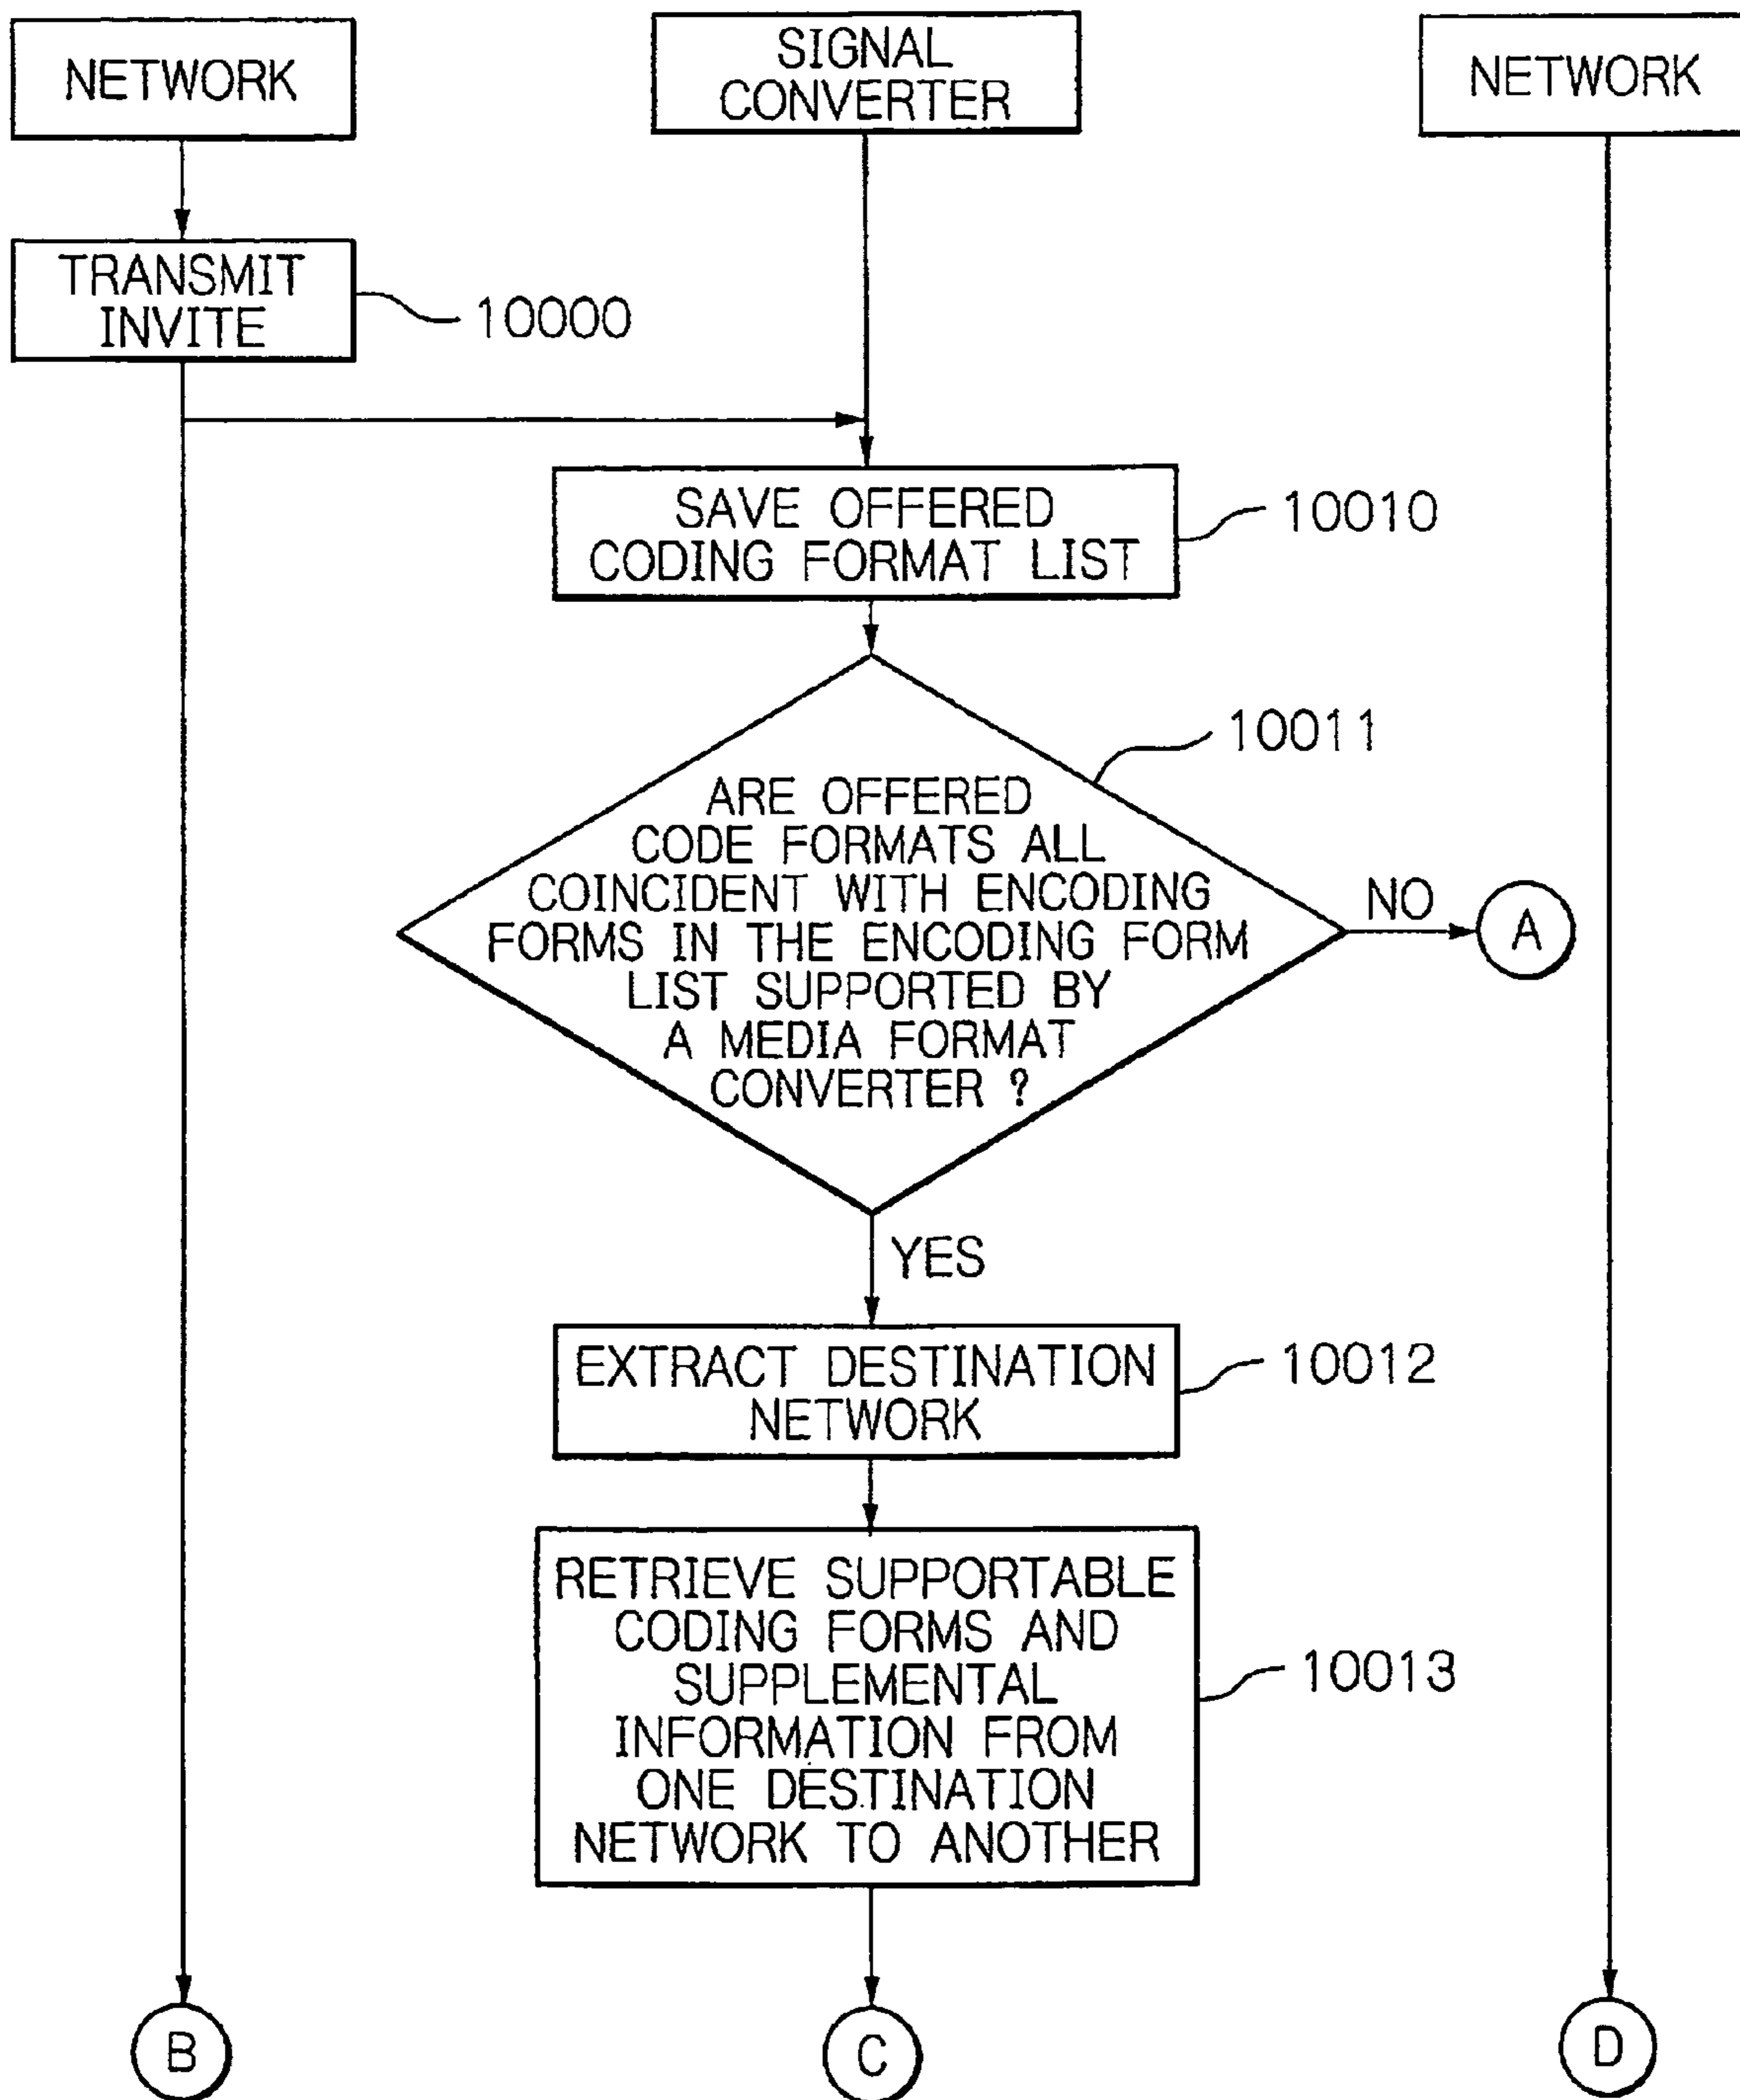 NETWORK
SIGNAL
CONVERTER
NETWORK
TRANSMIT
INVITE
10000
SAVE OFFERED
CODING FORMAT LIST
10010
10011
ARE OFFERED
CODE FORMATS ALL
COINCIDENT WITH ENCODING
FORMS IN THE ENCODING FORM
LIST SUPPORTED BY
A MEDIA FORMAT
CONVERTER ?
NO
A
YES
EXTRACT DESTINATION
NETWORK
10012
RETRIEVE SUPPORTABLE
CODING FORMS AND
SUPPLEMENTAL
INFORMATION FROM
ONE DESTINATION
NETWORK TO ANOTHER
10013
B
C
D